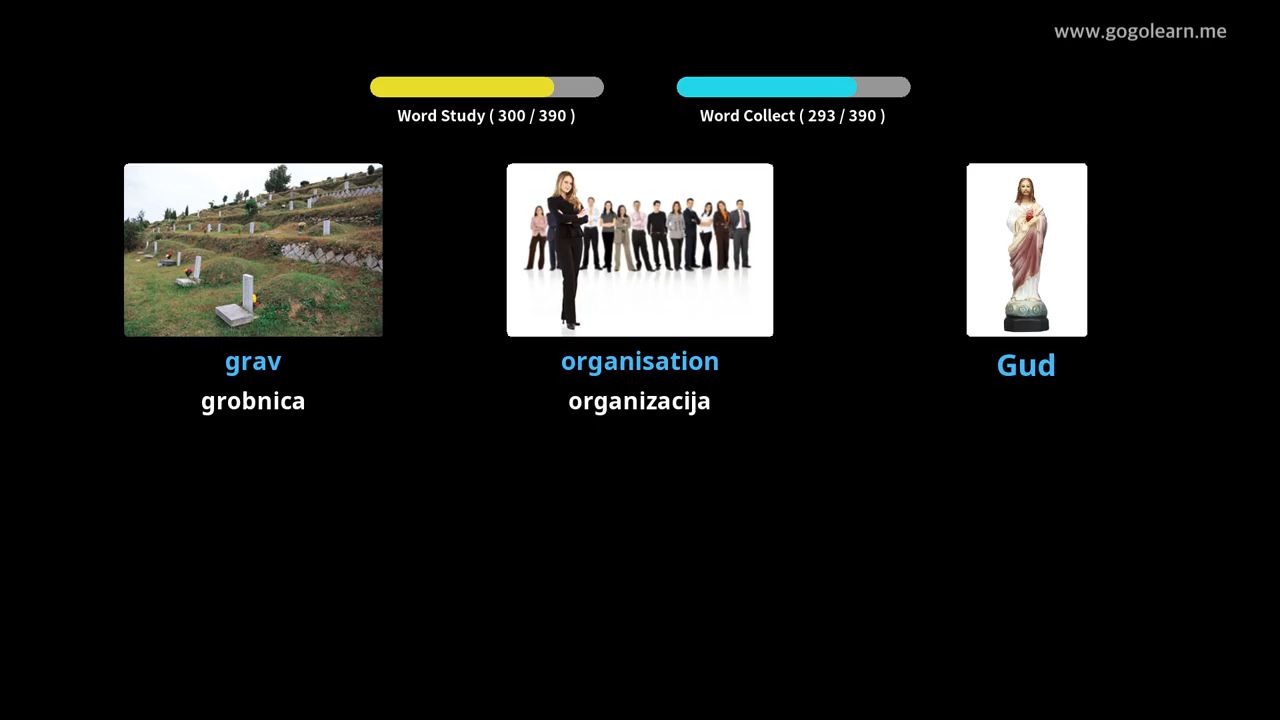 www.gogolearn.me
Word Study ( 300 / 390 )
Word Collect ( 293 / 390 )
grav
organisation
Gud
grobnica
organizacija